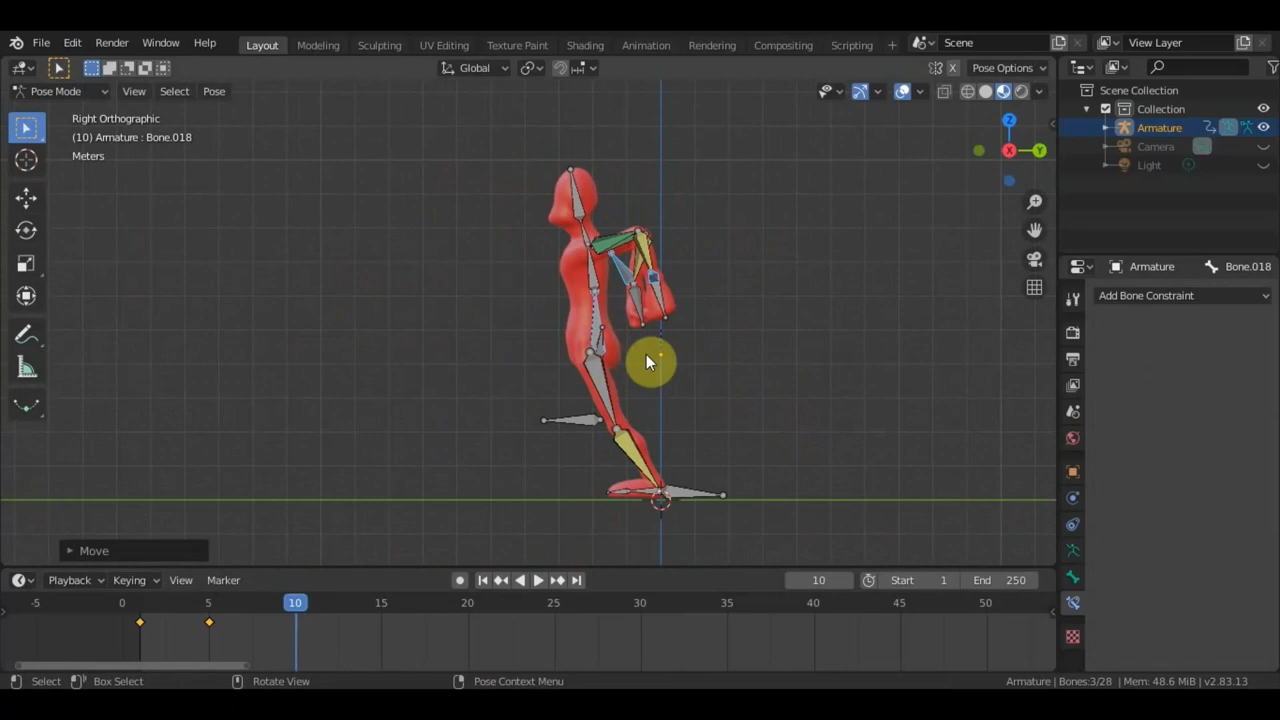 File Edit Render Window Help Layout Modeling Sculpting UV Editing Texture Paint Shading Animation Rendering Compositing Scripting + Scene View Layer
Global Pose Options
Pose Mode View Select Pose
Right Orthographic
(10) Armature : Bone.018
Meters
Z
X
Y
Scene Collection
Collection
Armature
Camera
Light
Armature Bone.018
Add Bone Constraint
Move
Playback Keying View Marker 10 Start 1 End 250
-5 0 5 10 15 20 25 30 35 40 45 50
Select Box Select Rotate View Pose Context Menu Armature | Bones:3/28 | Mem: 48.6 MiB | v2.83.13